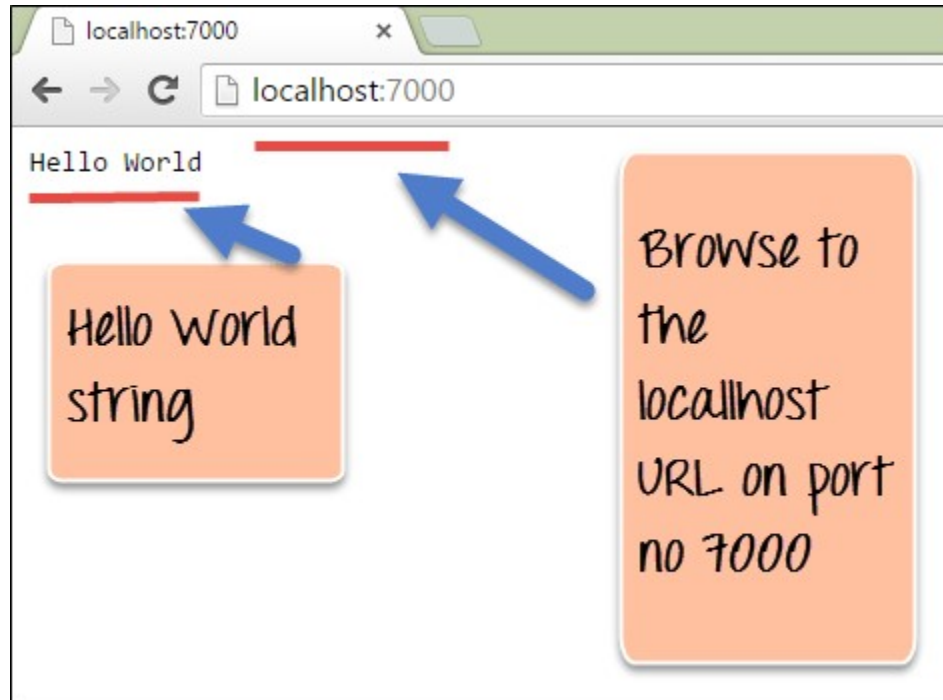 localhost:7000
localhost:7000
Hello World
Hello World
string
Browse to
the
locallhost
URL on port
no 7000